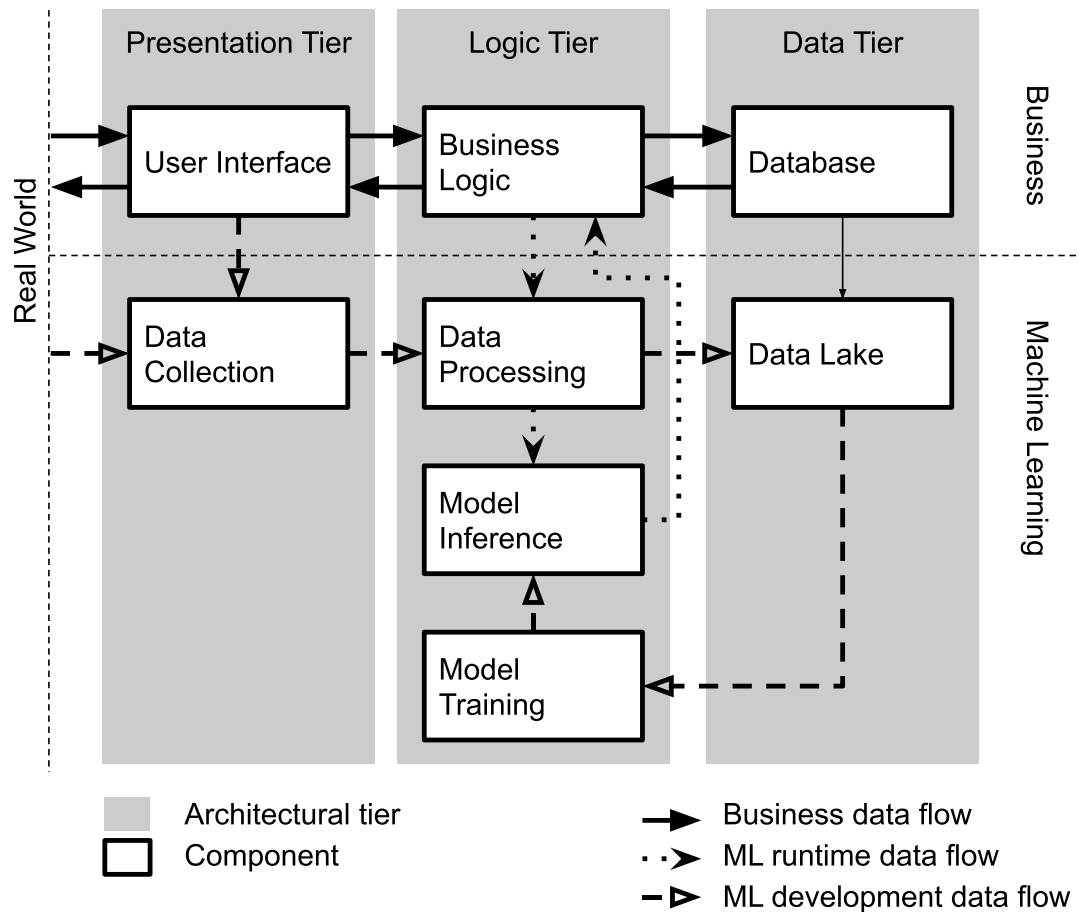 Presentation Tier
Logic Tier
Data Tier
Business
Real World
User Interface
Business
Logic
Database
Data
Collection
Data
Processing
Data Lake
Machine Learning
Model
Inference
Model
Training
Architectural tier
Component
Business data flow
ML runtime data flow
ML development data flow